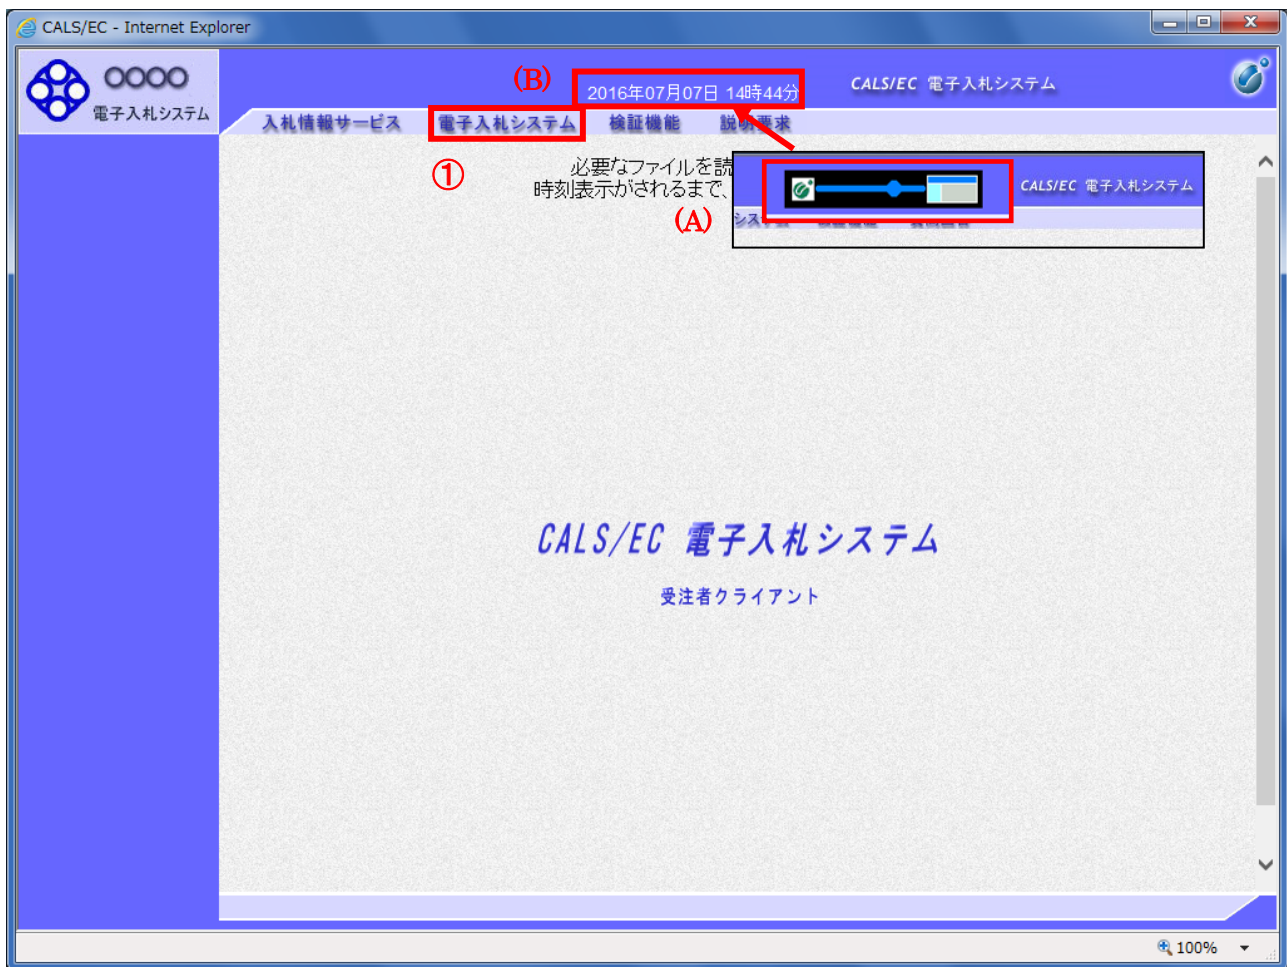 CALS/EC - Internet Explorer
○○○○
電子入札システム
(B)
2016年07月07日 14時44分
CALS/EC 電子入札システム
入札情報サービス 電子入札システム 検証機能 説明要求
①
必要なファイルを読
時刻表示がされるまで、
(A)
CALS/EC 電子入札システム
システム
CALS/EC 電子入札システム
受注者クライアント
100%